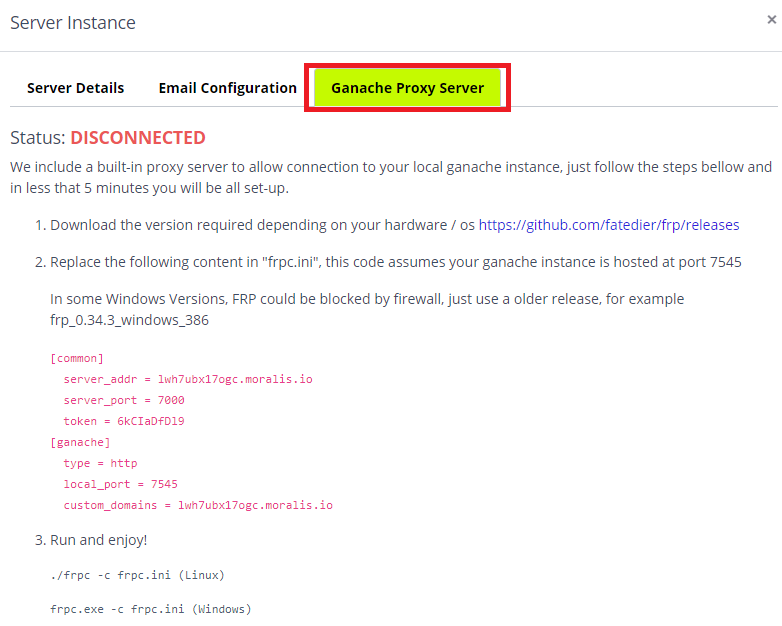 Server Instance
×
Server Details Email Configuration Ganache Proxy Server
Status: DISCONNECTED
We include a built-in proxy server to allow connection to your local ganache instance, just follow the steps bellow and
in less that 5 minutes you will be all set-up.
1. Download the version required depending on your hardware / os https://github.com/fatedier/frp/releases
2. Replace the following content in "frpc.ini", this code assumes your ganache instance is hosted at port 7545
In some Windows Versions, FRP could be blocked by firewall, just use a older release, for example
frp_0.34.3_windows_386
[common]
server_addr = lwh7ubx17ogc.moralis.io
server_port = 7000
token = 6kCIaDfDl9
[ganache]
type = http
local_port = 7545
custom_domains = lwh7ubx17ogc.moralis.io
3. Run and enjoy!
./frpc -c frpc.ini (Linux)
frpc.exe -c frpc.ini (Windows)